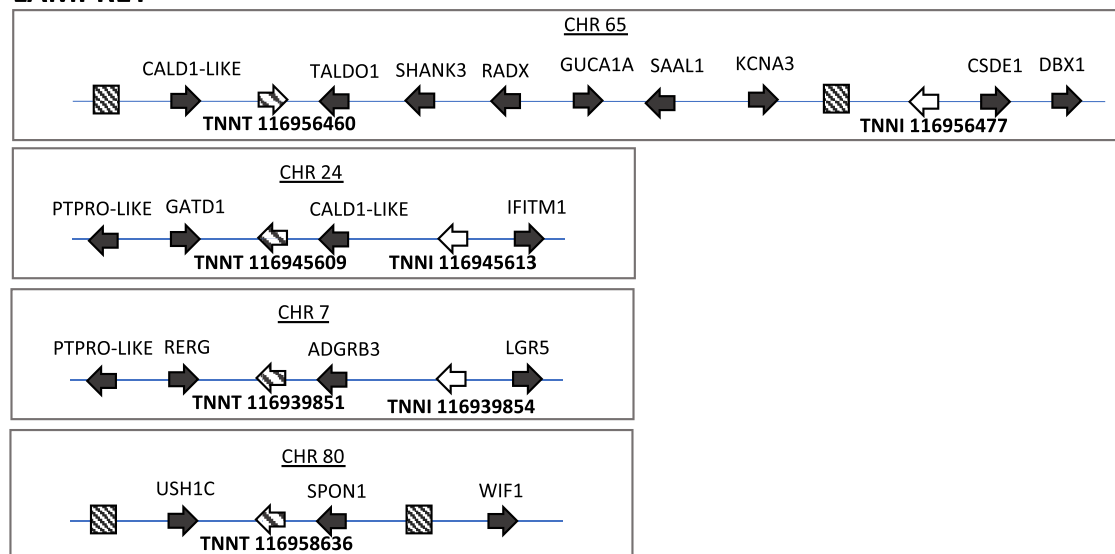 CHR 65
CALD1-LIKE TALDO1 SHANK3 RADX GUCA1A SAAL1 KCNA3 CSDE1 DBX1
TNNT 116956460 TNNI 116956477
CHR 24
PTPRO-LIKE GATD1 CALD1-LIKE IFITM1
TNNT 116945609 TNNI 116945613
CHR 7
PTPRO-LIKE RERG ADGRB3 LGR5
TNNT 116939851 TNNI 116939854
CHR 80
USH1C SPON1 WIF1
TNNT 116958636